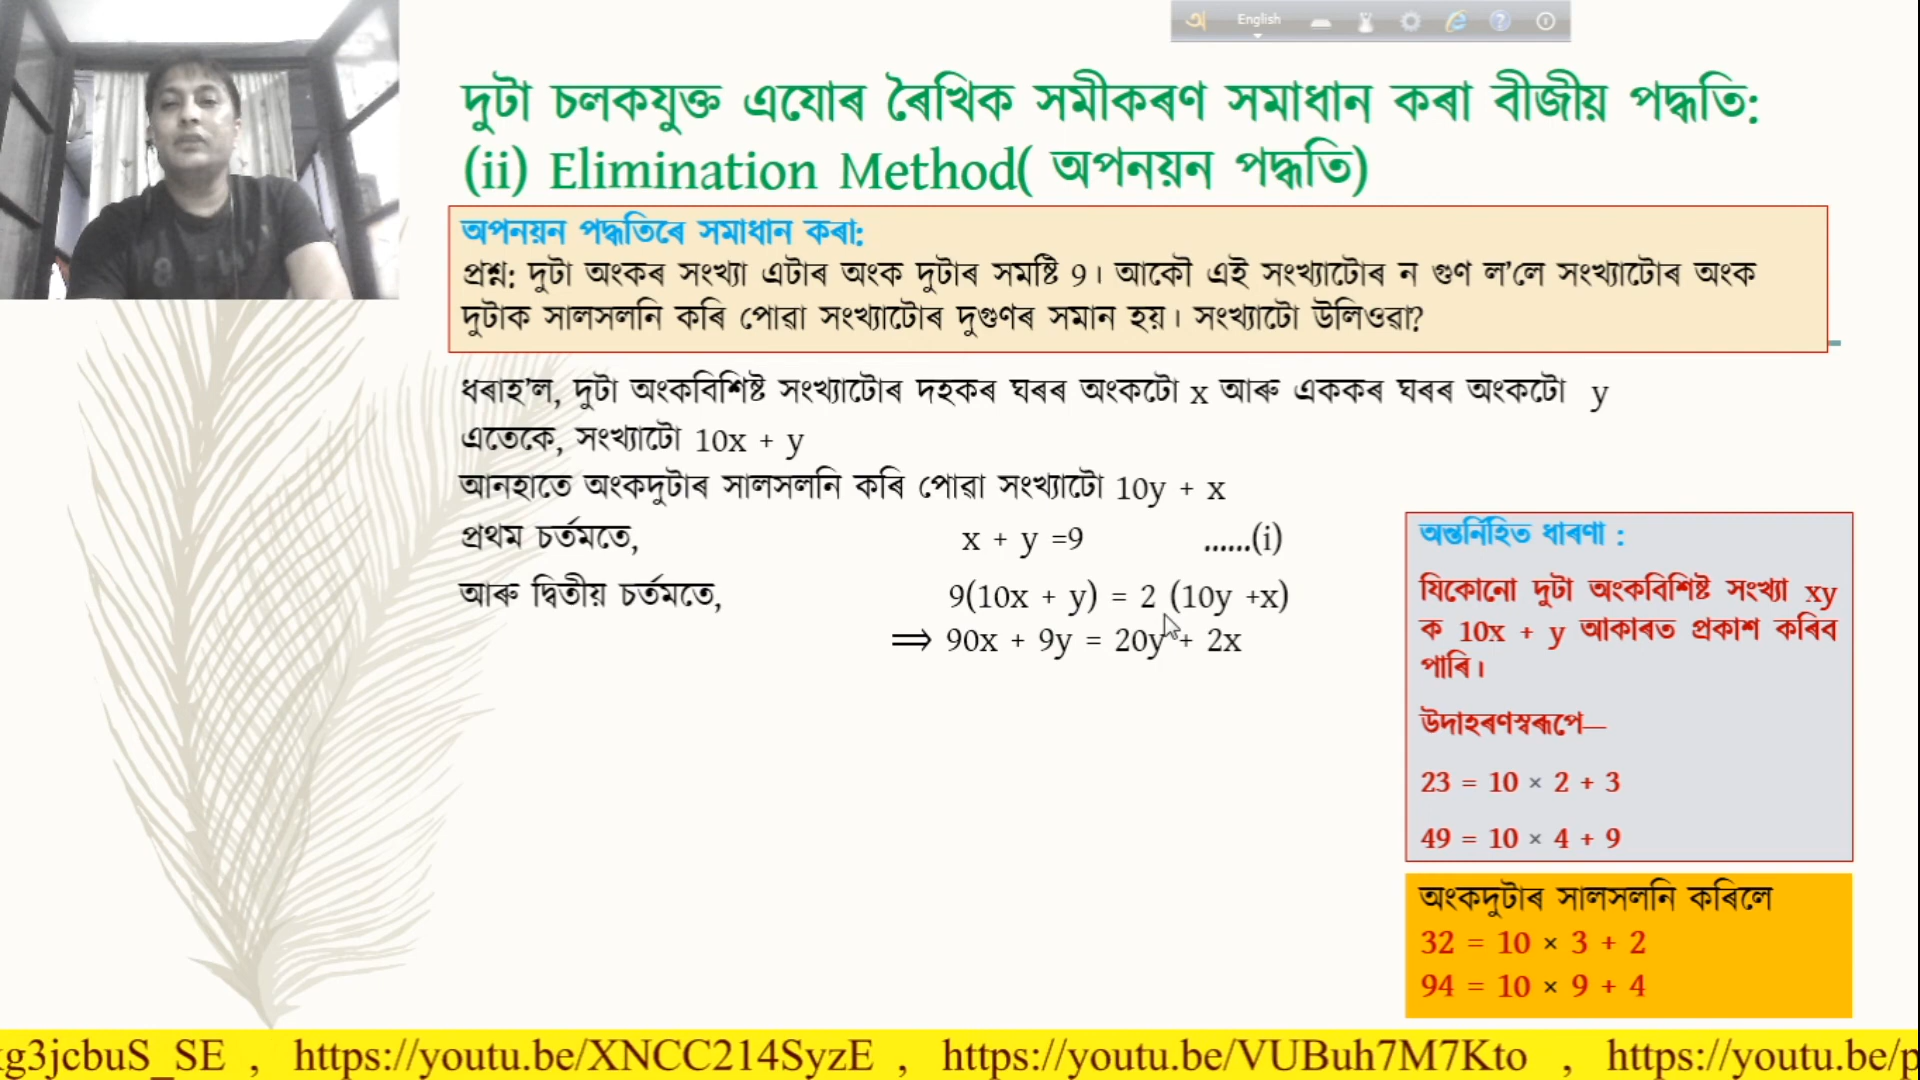 অ English
দুটা চলকযুক্ত এযোৰ ৰৈখিক সমীকৰণ সমাধান কৰা বীজীয় পদ্ধতি:
(ii) Elimination Method( অপনয়ন পদ্ধতি)
অপনয়ন পদ্ধতিৰে সমাধান কৰা:
প্ৰশ্ন: দুটা অংকৰ সংখ্যা এটাৰ অংক দুটাৰ সমষ্টি 9। আকৌ এই সংখ্যাটোৰ ন গুণ ল'লে সংখ্যাটোৰ অংক
দুটাক সালসলনি কৰি পোৱা সংখ্যাটোৰ দুগুণৰ সমান হয়। সংখ্যাটো উলিওৱা?
ধৰাহ'ল, দুটা অংকবিশিষ্ট সংখ্যাটোৰ দহকৰ ঘৰৰ অংকটো x আৰু এককৰ ঘৰৰ অংকটো y
এতেকে, সংখ্যাটো 10x + y
আনহাতে অংকদুটাৰ সালসলনি কৰি পোৱা সংখ্যাটো 10y + x
প্ৰথম চৰ্তমতে, x + y =9 ......(i)
আৰু দ্বিতীয় চৰ্তমতে, 9(10x + y) = 2 (10y +x)
⟹ 90x + 9y = 20y + 2x
অন্তৰ্নিহিত ধাৰণা :
যিকোনো দুটা অংকবিশিষ্ট সংখ্যা xy
ক 10x + y আকাৰত প্ৰকাশ কৰিব
পাৰি।
উদাহৰণস্বৰূপে—
23 = 10 × 2 + 3
49 = 10 × 4 + 9
অংকদুটাৰ সালসলনি কৰিলে
32 = 10 × 3 + 2
94 = 10 × 9 + 4
g3jcbuS_SE , https://youtu.be/XNCC214SyzE , https://youtu.be/VUBuh7M7Kto , https://youtu.be/p